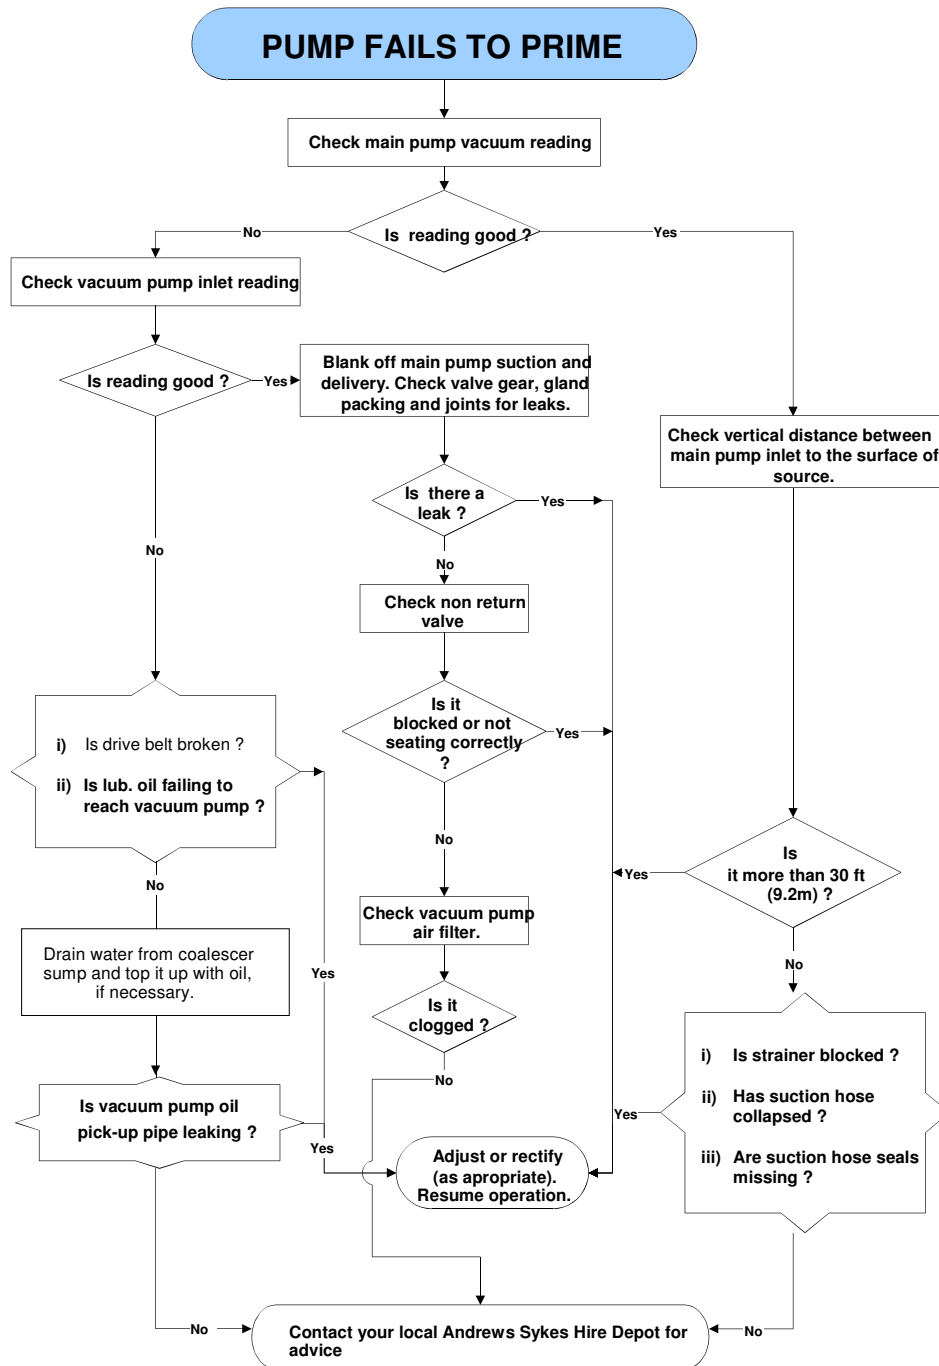 PUMP FAILS TO PRIME
Check main pump vacuum reading
Is reading good ?
No
Yes
Check vacuum pump inlet reading
Is reading good ?
Yes
Blank off main pump suction and
delivery. Check valve gear, gland
packing and joints for leaks.
Check vertical distance between
main pump inlet to the surface of
source.
Is there a
leak ?
Yes
No
No
Check non return
valve
Is it
blocked or not
seating correctly
?
Yes
i) Is drive belt broken ?
ii) Is lub. oil failing to
reach vacuum pump ?
No
Is
it more than 30 ft
(9.2m) ?
Yes
No
Check vacuum pump
air filter.
Drain water from coalescer
sump and top it up with oil,
if necessary.
Yes
No
Is it
clogged ?
i) Is strainer blocked ?
ii) Has suction hose
collapsed ?
iii) Are suction hose seals
missing ?
No
Yes
Is vacuum pump oil
pick-up pipe leaking ?
Yes
Adjust or rectify
(as apropriate).
Resume operation.
No
No
Contact your local Andrews Sykes Hire Depot for
advice